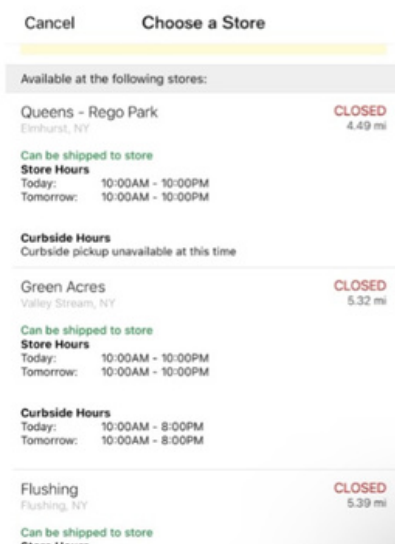 Cancel Choose a Store
Available at the following stores:
Queens - Rego Park CLOSED
Elmhurst, NY 4.49 mi
Can be shipped to store
Store Hours
Today: 10:00AM - 10:00PM
Tomorrow: 10:00AM - 10:00PM
Curbside Hours
Curbside pickup unavailable at this time
Green Acres CLOSED
Valley Stream, NY 5.32 mi
Can be shipped to store
Store Hours
Today: 10:00AM - 10:00PM
Tomorrow: 10:00AM - 10:00PM
Curbside Hours
Today: 10:00AM - 8:00PM
Tomorrow: 10:00AM - 8:00PM
Flushing CLOSED
Flushing, NY 5.39 mi
Can be shipped to store
Store Hours